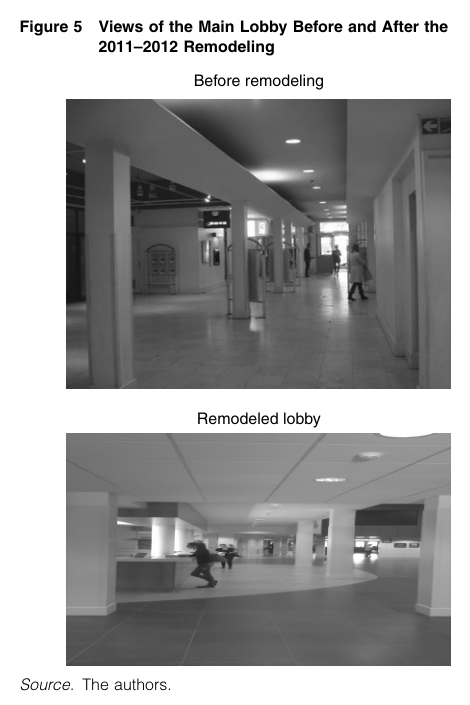 Figure 5 Views of the Main Lobby Before and After the
2011–2012 Remodeling
Before remodeling
Remodeled lobby
Source. The authors.